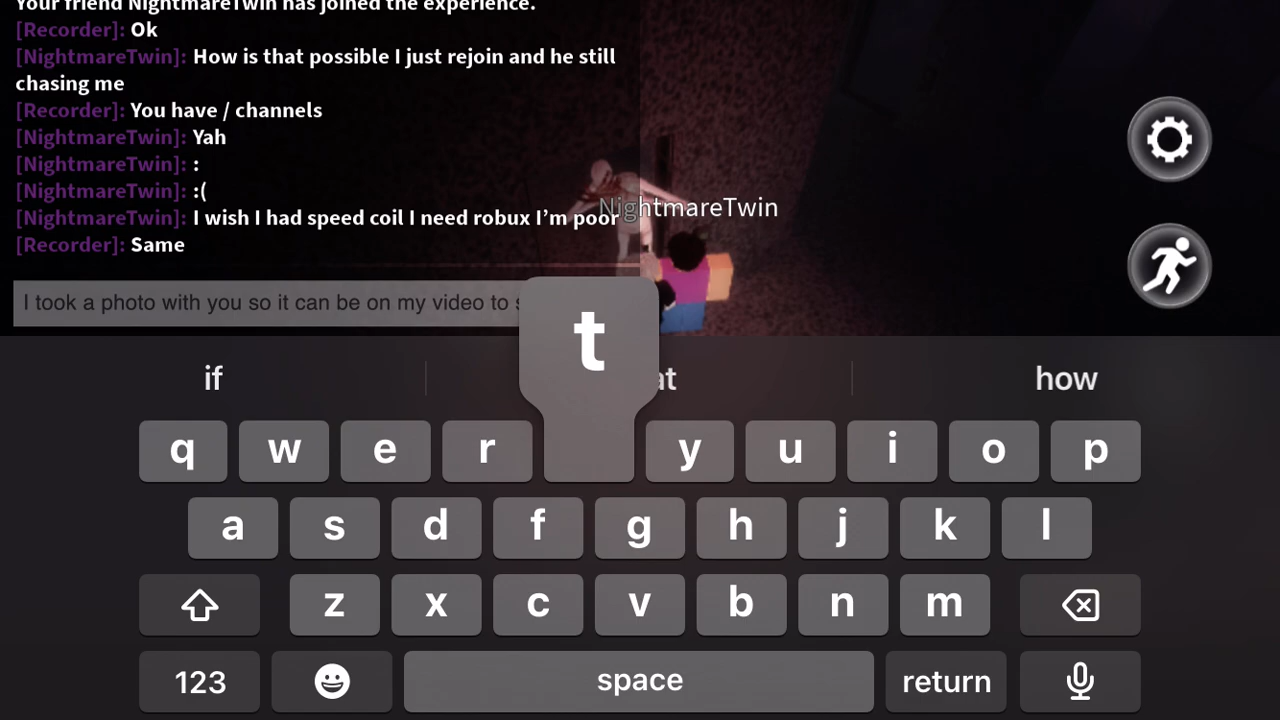 Your friend NightmareTwin has joined the experience.
[Recorder]: Ok
[NightmareTwin]: How is that possible I just rejoin and he still
chasing me
[Recorder]: You have / channels
[NightmareTwin]: Yah
[NightmareTwin]: :
[NightmareTwin]: :(
NightmareTwin
[NightmareTwin]: I wish I had speed coil I need robux I’m poor
[Recorder]: Same
I took a photo with you so it can be on my video to
t
if
how
q w e r y u i o p
a s d f g h j k l
z x c v b n m
123 space return